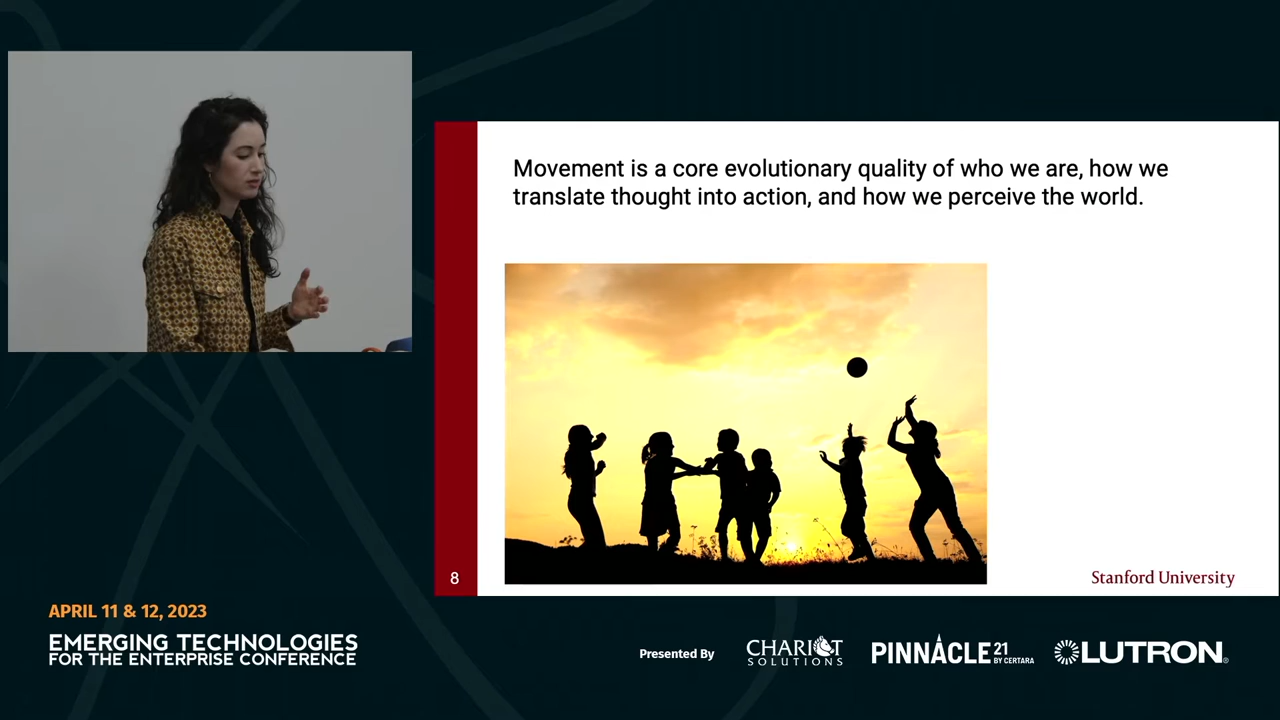 Movement is a core evolutionary quality of who we are, how we
translate thought into action, and how we perceive the world.
8
Stanford University
APRIL 11 & 12, 2023
EMERGING TECHNOLOGIES
FOR THE ENTERPRISE CONFERENCE
Presented By
CHARIOT
SOLUTIONS
PINNACLE 21
BY CERTARA
LUTRON®